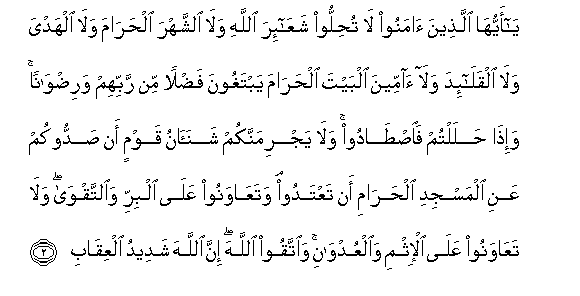 يَـٰٓأَيُّهَا ٱلَّذِينَ ءَامَنُوا۟ لَا تُحِلُّوا۟ شَعَـٰٓئِرَ ٱللَّهِ وَلَا ٱلشَّهْرَ ٱلْحَرَامَ وَلَا ٱلْهَدْىَ
وَلَا ٱلْقَلَـٰٓئِدَ وَلَآ ءَآمِّينَ ٱلْبَيْتَ ٱلْحَرَامَ يَبْتَغُونَ فَضْلًا مِّن رَّبِّهِمْ وَرِضْوَٰنًا ۚ
وَإِذَا حَلَلْتُمْ فَٱصْطَادُوا۟ ۚ وَلَا يَجْرِمَنَّكُمْ شَنَـَٔانُ قَوْمٍ أَن صَدُّوكُمْ
عَنِ ٱلْمَسْجِدِ ٱلْحَرَامِ أَن تَعْتَدُوا۟ ۘ وَتَعَاوَنُوا۟ عَلَى ٱلْبِرِّ وَٱلتَّقْوَىٰ ۖ وَلَا
تَعَاوَنُوا۟ عَلَى ٱلْإِثْمِ وَٱلْعُدْوَٰنِ ۚ وَٱتَّقُوا۟ ٱللَّهَ ۖ إِنَّ ٱللَّهَ شَدِيدُ ٱلْعِقَابِ ﴿٢﴾